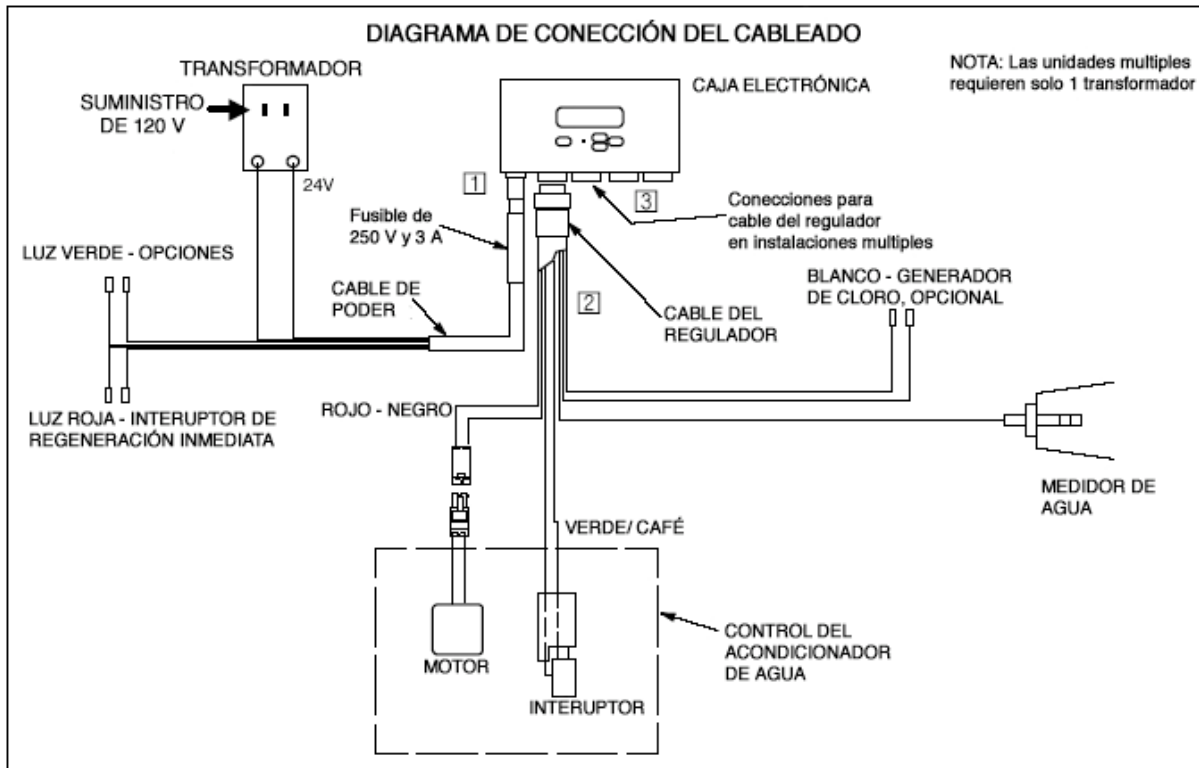 DIAGRAMA DE CONECCIÓN DEL CABLEADO
NOTA: Las unidades multiples
requieren solo 1 transformador
TRANSFORMADOR
SUMINISTRO
DE 120 V
24V
CAJA ELECTRÓNICA
1
3
Conecciones para
cable del regulador
en instalaciones multiples
Fusible de
250 V y 3 A
LUZ VERDE - OPCIONES
CABLE DE
PODER
2
CABLE DEL
REGULADOR
BLANCO - GENERADOR
DE CLORO, OPCIONAL
LUZ ROJA - INTERUPTOR DE
REGENERACIÓN INMEDIATA
ROJO - NEGRO
MEDIDOR DE
AGUA
VERDE/ CAFÉ
MOTOR
INTERUPTOR
CONTROL DEL
ACONDICIONADOR
DE AGUA